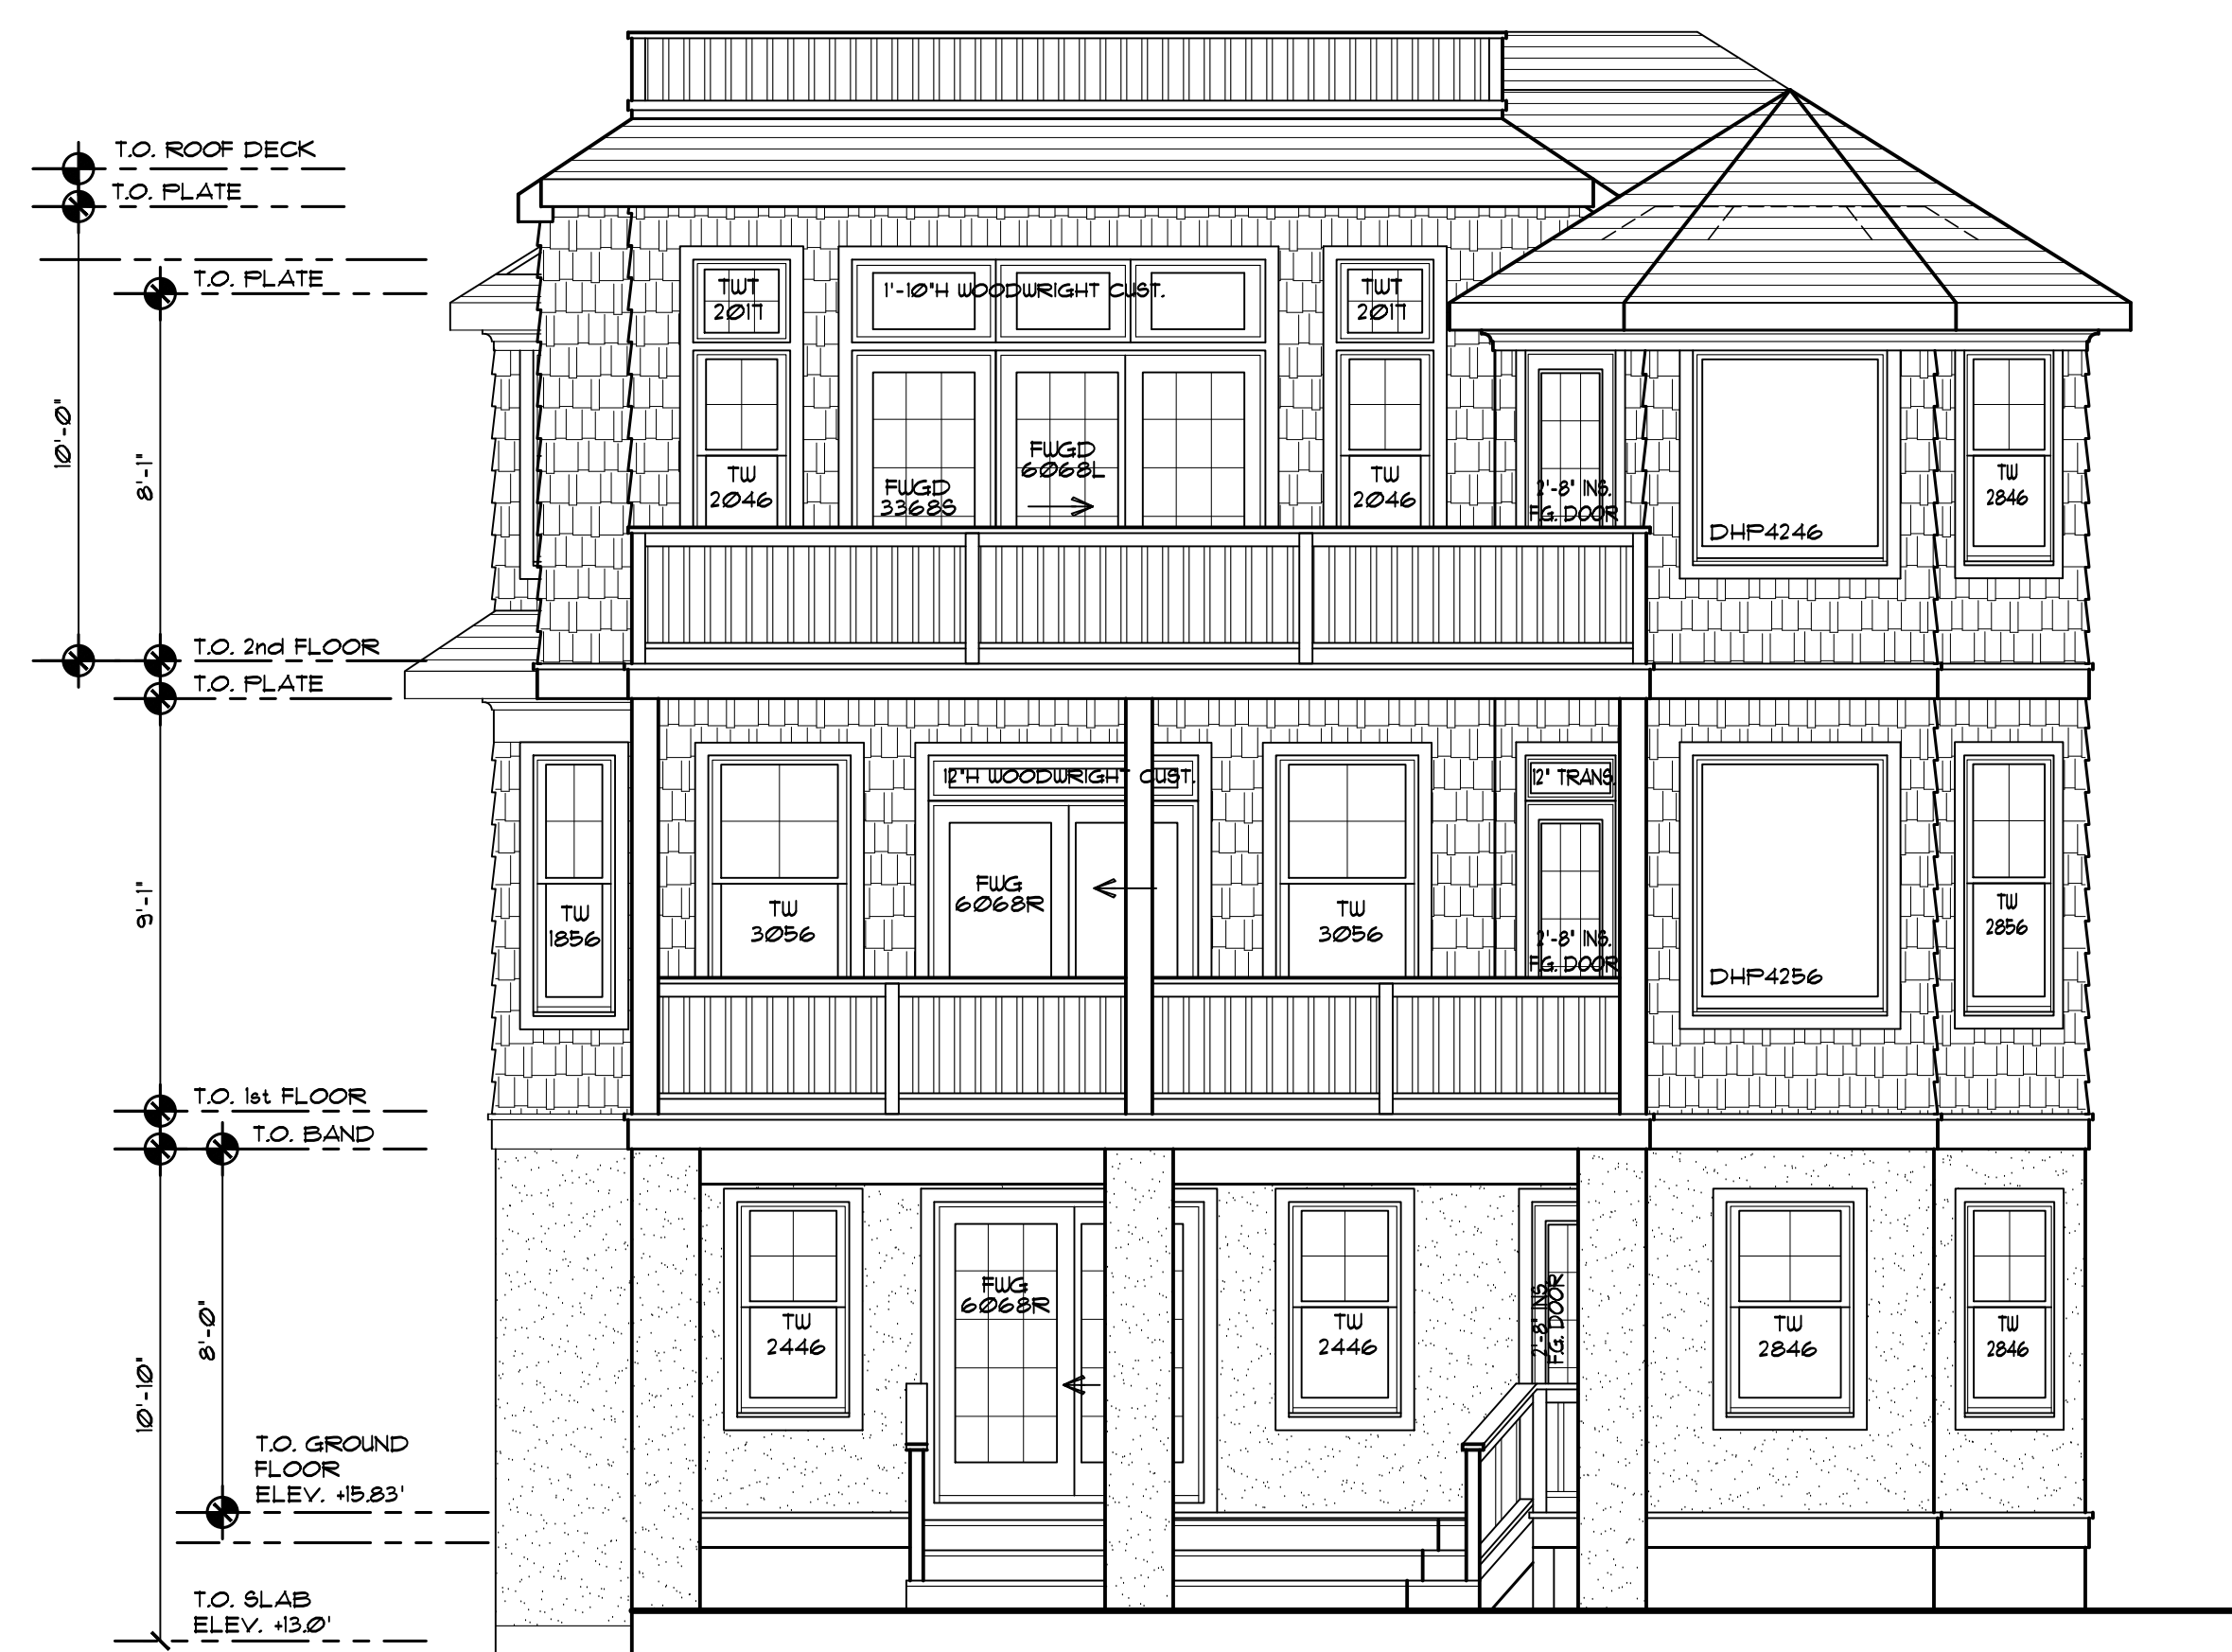 T.O. ROOF DECK
T.O. PLATE
T.O. PLATE
10'-0"
8'-1"
T.O. 2nd FLOOR
T.O. PLATE
9'-1"
T.O. 1st FLOOR
T.O. BAND
8'-0"
10'-10"
T.O. GROUND
FLOOR
ELEV. +15.83'
T.O. SLAB
ELEV. +13.0'
TWT
2017
1'-10"H WOODWRIGHT CUST.
TWT
2017
TW
2046
FWGD
3368S
FWGD
6068L
TW
2046
2'-8" INS.
F.G. DOOR
DHP4246
TW
2846
TW
1856
TW
3056
12"H WOODWRIGHT CUST.
FWG
6068R
TW
3056
12" TRANS.
2'-8" INS.
F.G. DOOR
DHP4256
TW
2856
TW
2446
FWG
6068R
TW
2446
2'-8" INS.
F.G. DOOR
TW
2846
TW
2846